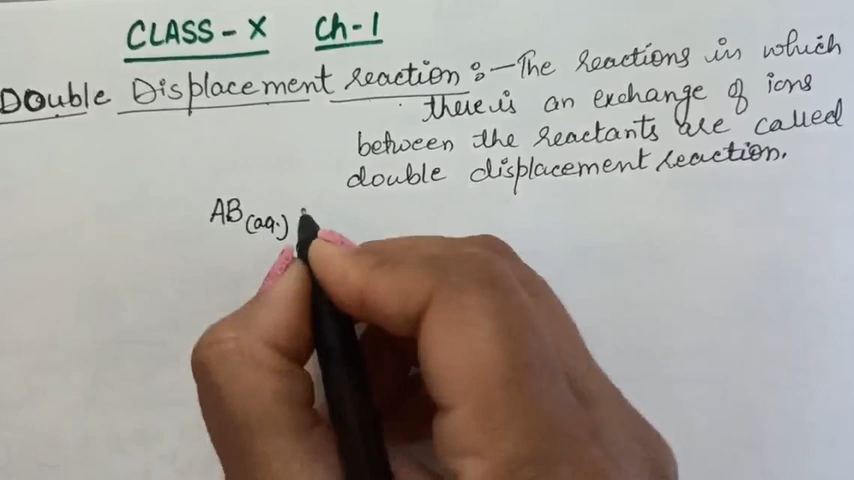 CLASS - X Ch-1
Double Displacement reaction :- The reactions in which
there is an exchange of ions
between the reactants are called
double displacement reaction.
AB(aq.)